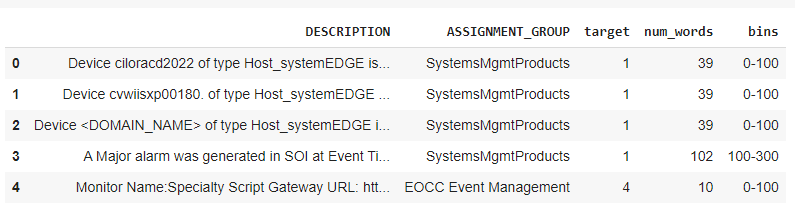 DESCRIPTION ASSIGNMENT_GROUP target num_words bins
0 Device ciloracd2022 of type Host_systemEDGE is... SystemsMgmtProducts 1 39 0-100
1 Device cvwiisxp00180. of type Host_systemEDGE ... SystemsMgmtProducts 1 39 0-100
2 Device <DOMAIN_NAME> of type Host_systemEDGE i... SystemsMgmtProducts 1 39 0-100
3 A Major alarm was generated in SOI at Event Ti... SystemsMgmtProducts 1 102 100-300
4 Monitor Name:Specialty Script Gateway URL: htt... EOCC Event Management 4 10 0-100